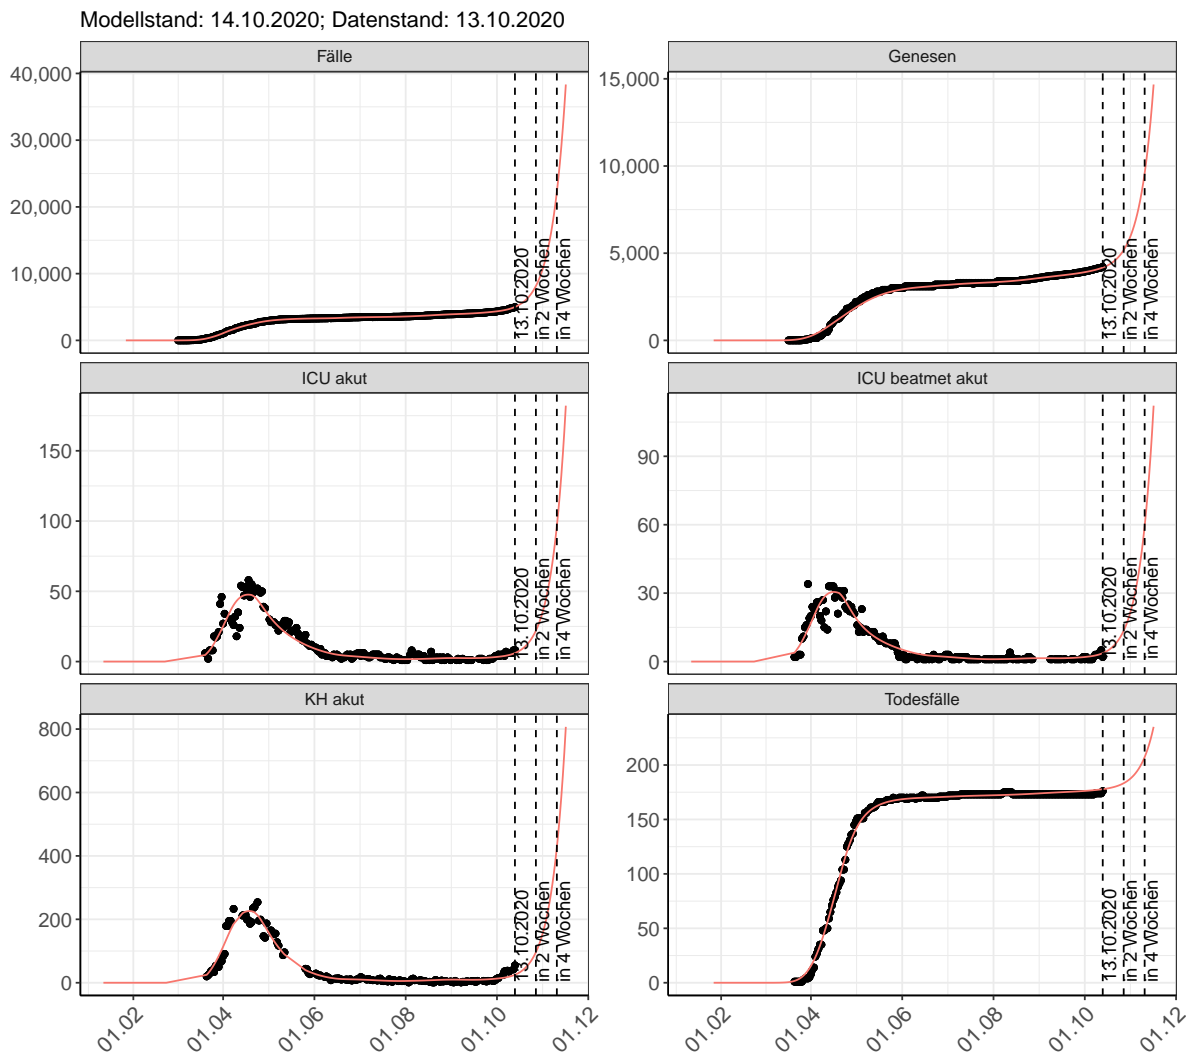 Modellstand: 14.10.2020; Datenstand: 13.10.2020
Fälle
40,000
30,000
20,000
10,000
0
13.10.2020
in 2 Wochen
in 4 Wochen
Genesen
15,000
10,000
5,000
0
13.10.2020
in 2 Wochen
in 4 Wochen
ICU akut
150
100
50
0
13.10.2020
in 2 Wochen
in 4 Wochen
ICU beatmet akut
90
60
30
0
13.10.2020
in 2 Wochen
in 4 Wochen
KH akut
800
600
400
200
0
13.10.2020
in 2 Wochen
in 4 Wochen
01.02
01.04
01.06
01.08
01.10
01.12
Todesfälle
200
150
100
50
0
13.10.2020
in 2 Wochen
in 4 Wochen
01.02
01.04
01.06
01.08
01.10
01.12